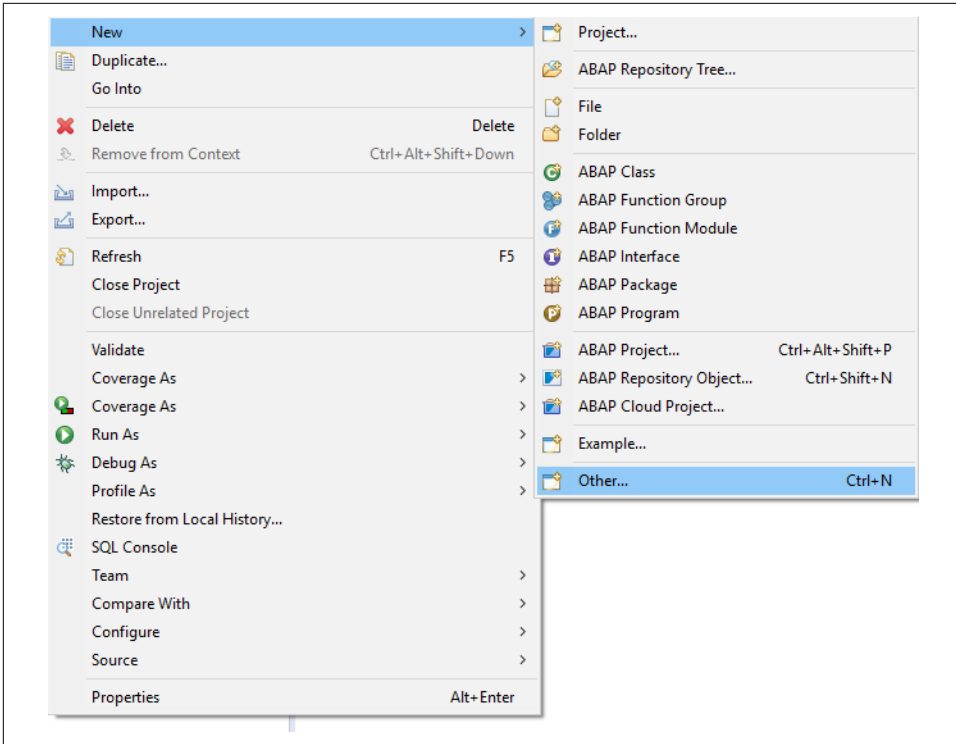 New
Duplicate...
Go Into
Delete Delete
Remove from Context Ctrl+Alt+Shift+Down
Import...
Export...
Refresh F5
Close Project
Close Unrelated Project
Validate
Coverage As
Coverage As
Run As
Debug As
Profile As
Restore from Local History...
SQL Console
Team
Compare With
Configure
Source
Properties Alt+Enter
Project...
ABAP Repository Tree...
File
Folder
ABAP Class
ABAP Function Group
ABAP Function Module
ABAP Interface
ABAP Package
ABAP Program
ABAP Project... Ctrl+Alt+Shift+P
ABAP Repository Object... Ctrl+Shift+N
ABAP Cloud Project...
Example...
Other... Ctrl+N